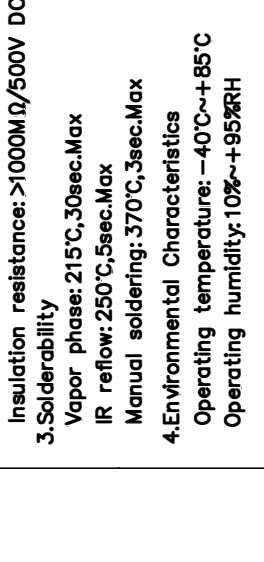 Insulation resistance: >1000MΩ/500V DC
3.Solderability
Vapor phase: 215℃,30sec.Max
IR reflow: 250℃,5sec.Max
Manual soldering: 370℃,3sec.Max
4.Environmental Characteristics
Operating temperature: −40℃~+85℃
Operating humidity: 10%~+95%RH